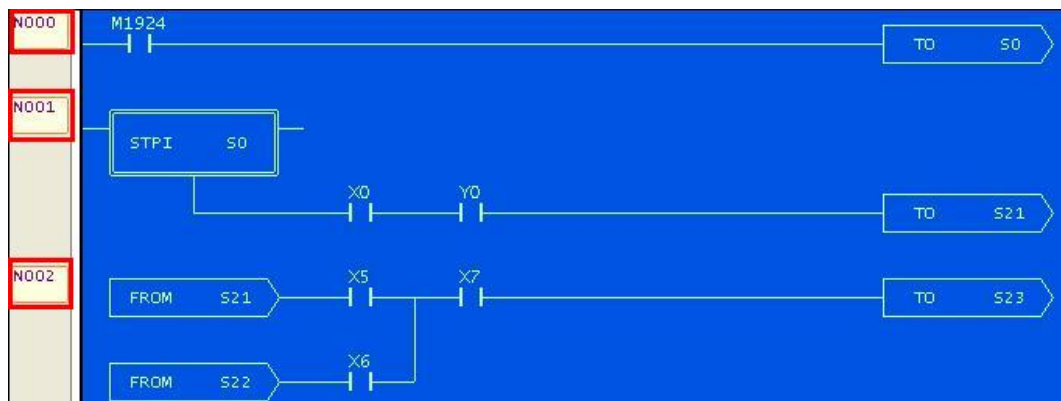 N000
M1924
TO S0
N001
STPI S0
X0 Y0
TO S21
N002
X5 X7
FROM S21
TO S23
X6
FROM S22